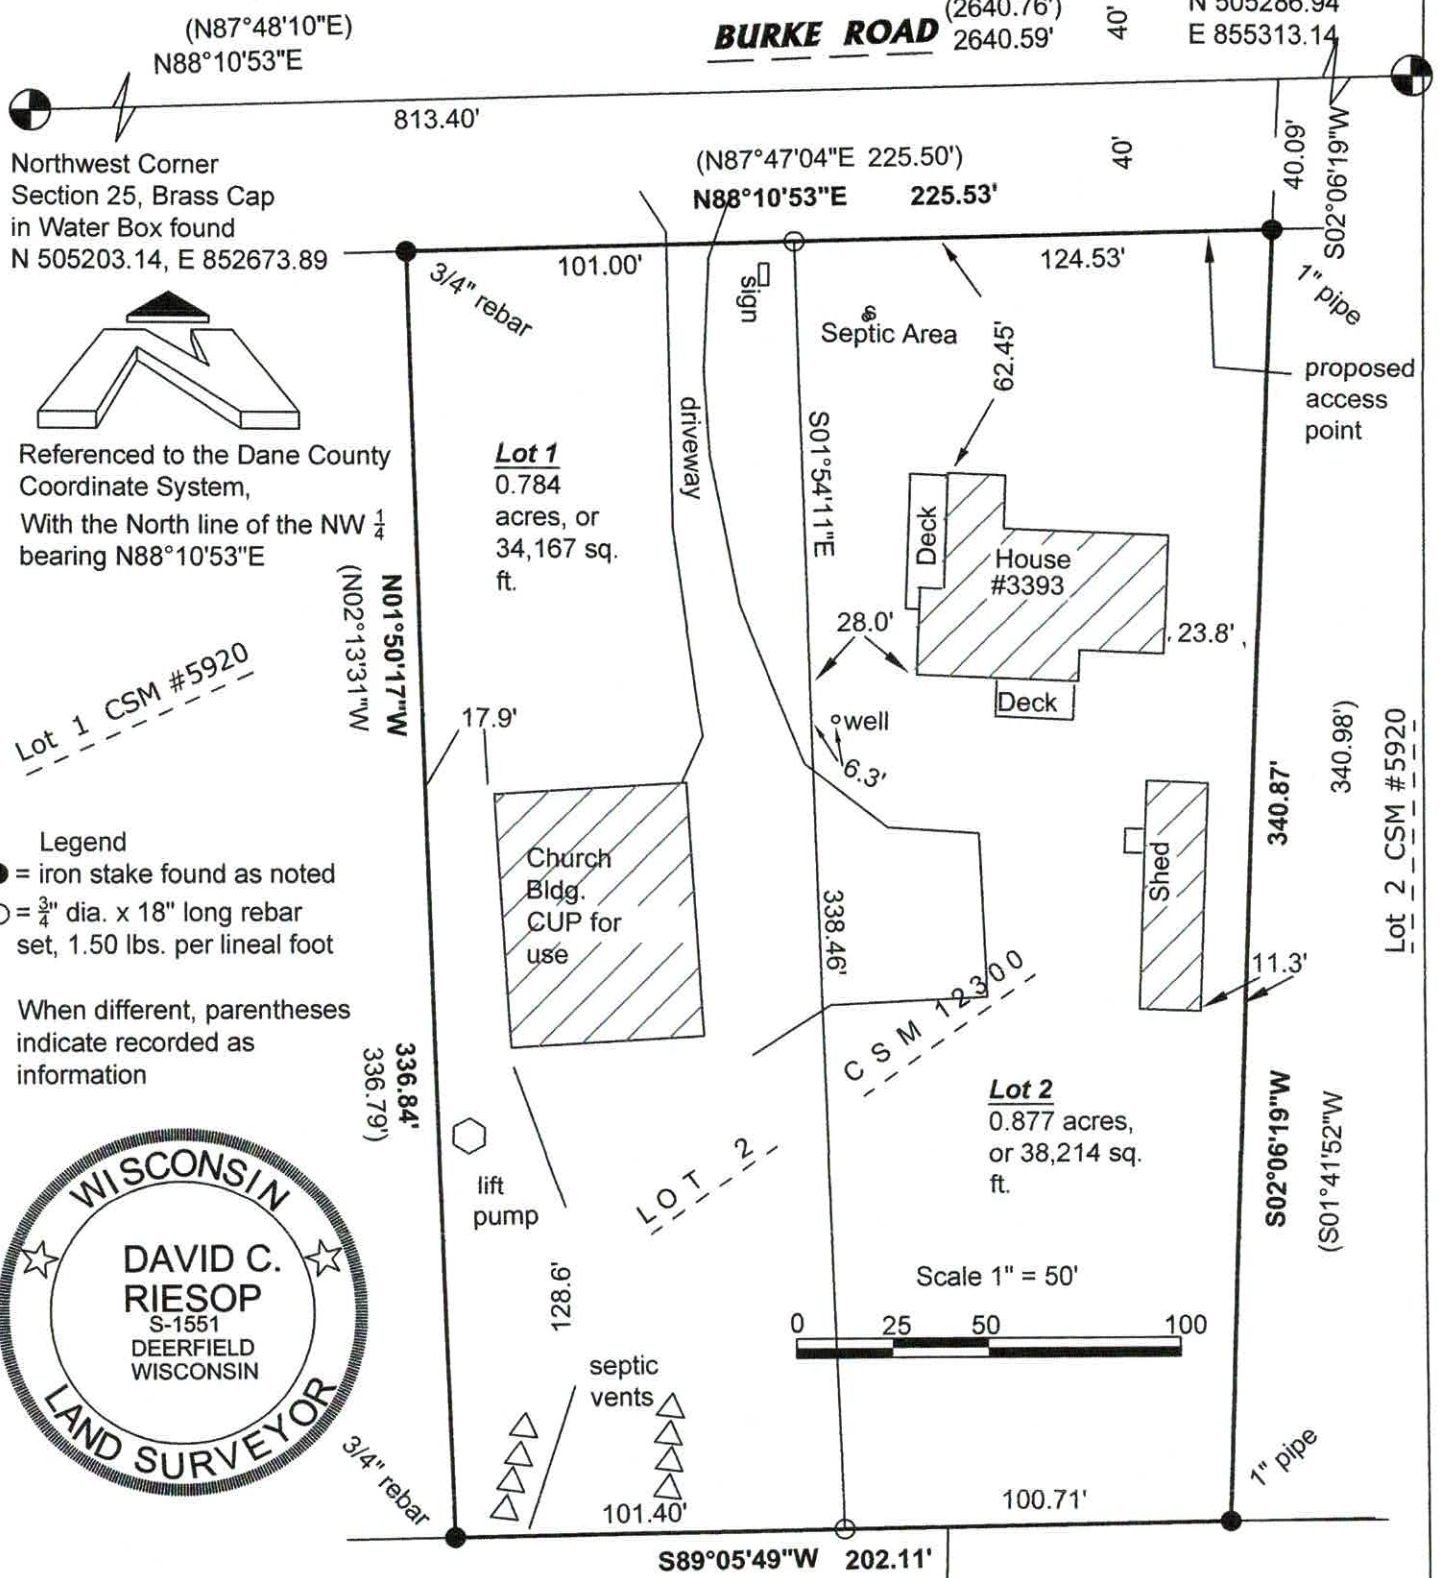 (N87°48'10"E)
N88°10'53"E
BURKE ROAD
(2640.76')
2640.59'
40'
N 505286.94
E 855313.14
813.40'
Northwest Corner
Section 25, Brass Cap
in Water Box found
N 505203.14, E 852673.89
(N87°47'04"E 225.50')
N88°10'53"E 225.53'
40'
40.09'
S02°06'19"W
101.00'
124.53'
3/4" rebar
sign
Septic Area
62.45'
1" pipe
proposed
access
point
driveway
S01°54'11"E
Referenced to the Dane County
Coordinate System,
With the North line of the NW 1/4
bearing N88°10'53"E
Lot 1
0.784
acres, or
34,167 sq.
ft.
Deck
House
#3393
28.0'
23.8'
Deck
N01°50'17"W
(N02°13'31"W
Lot 1 CSM #5920
17.9'
well
6.3'
340.87'
340.98')
Lot 2 CSM #5920
Legend
= iron stake found as noted
= 3/4" dia. x 18" long rebar
set, 1.50 lbs. per lineal foot
When different, parentheses
indicate recorded as
information
Church
Bldg.
CUP for
use
338.46'
Shed
11.3'
CSM 12300
336.84'
336.79')
Lot 2
0.877 acres,
or 38,214 sq.
ft.
LOT 2
lift
pump
S02°06'19"W
(S01°41'52"W
WISCONSIN
DAVID C.
RIESOP
S-1551
DEERFIELD
WISCONSIN
LAND SURVEYOR
128.6'
Scale 1" = 50'
0 25 50 100
septic
vents
3/4" rebar
101.40'
100.71'
1" pipe
S89°05'49"W 202.11'